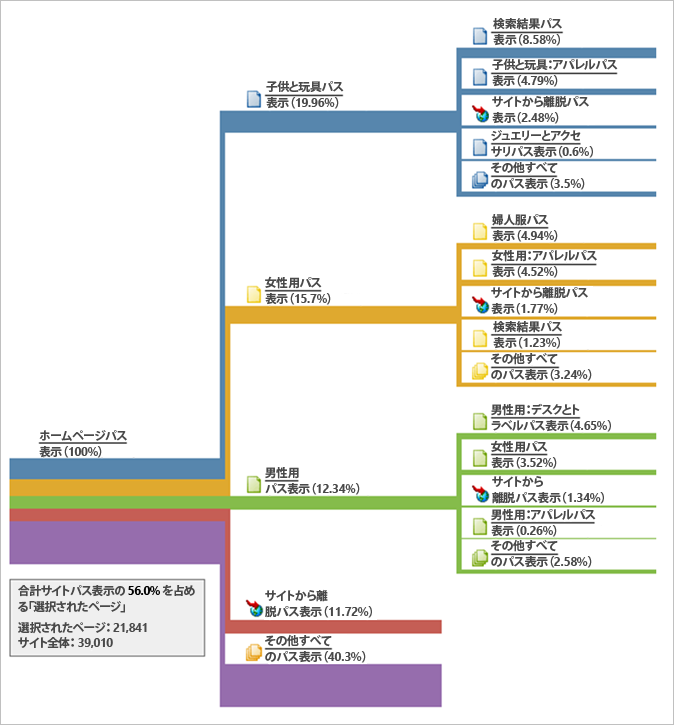 ホームページパス
表示(100%)
子供と玩具パス
表示(19.96%)
検索結果パス
表示(8.58%)
子供と玩具:アパレルパス
表示(4.79%)
サイトから離脱パス
表示(2.48%)
ジュエリーとアクセ
サリパス表示(0.6%)
その他すべて
のパス表示(3.5%)
女性用パス
表示(15.7%)
婦人服パス
表示(4.94%)
女性用:アパレルパス
表示(4.52%)
サイトから離脱パス
表示(1.77%)
検索結果パス
表示(1.23%)
その他すべて
のパス表示(3.24%)
男性用
パス表示(12.34%)
男性用:デスクとト
ラベルパス表示(4.65%)
女性用パス
表示(3.52%)
サイトから
離脱パス表示(1.34%)
男性用:アパレルパス
表示(0.26%)
その他すべて
のパス表示(2.58%)
サイトから離
脱パス表示(11.72%)
その他すべて
のパス表示(40.3%)
合計サイトパス表示の 56.0% を占め
る「選択されたページ」
選択されたページ: 21,841
サイト全体: 39,010